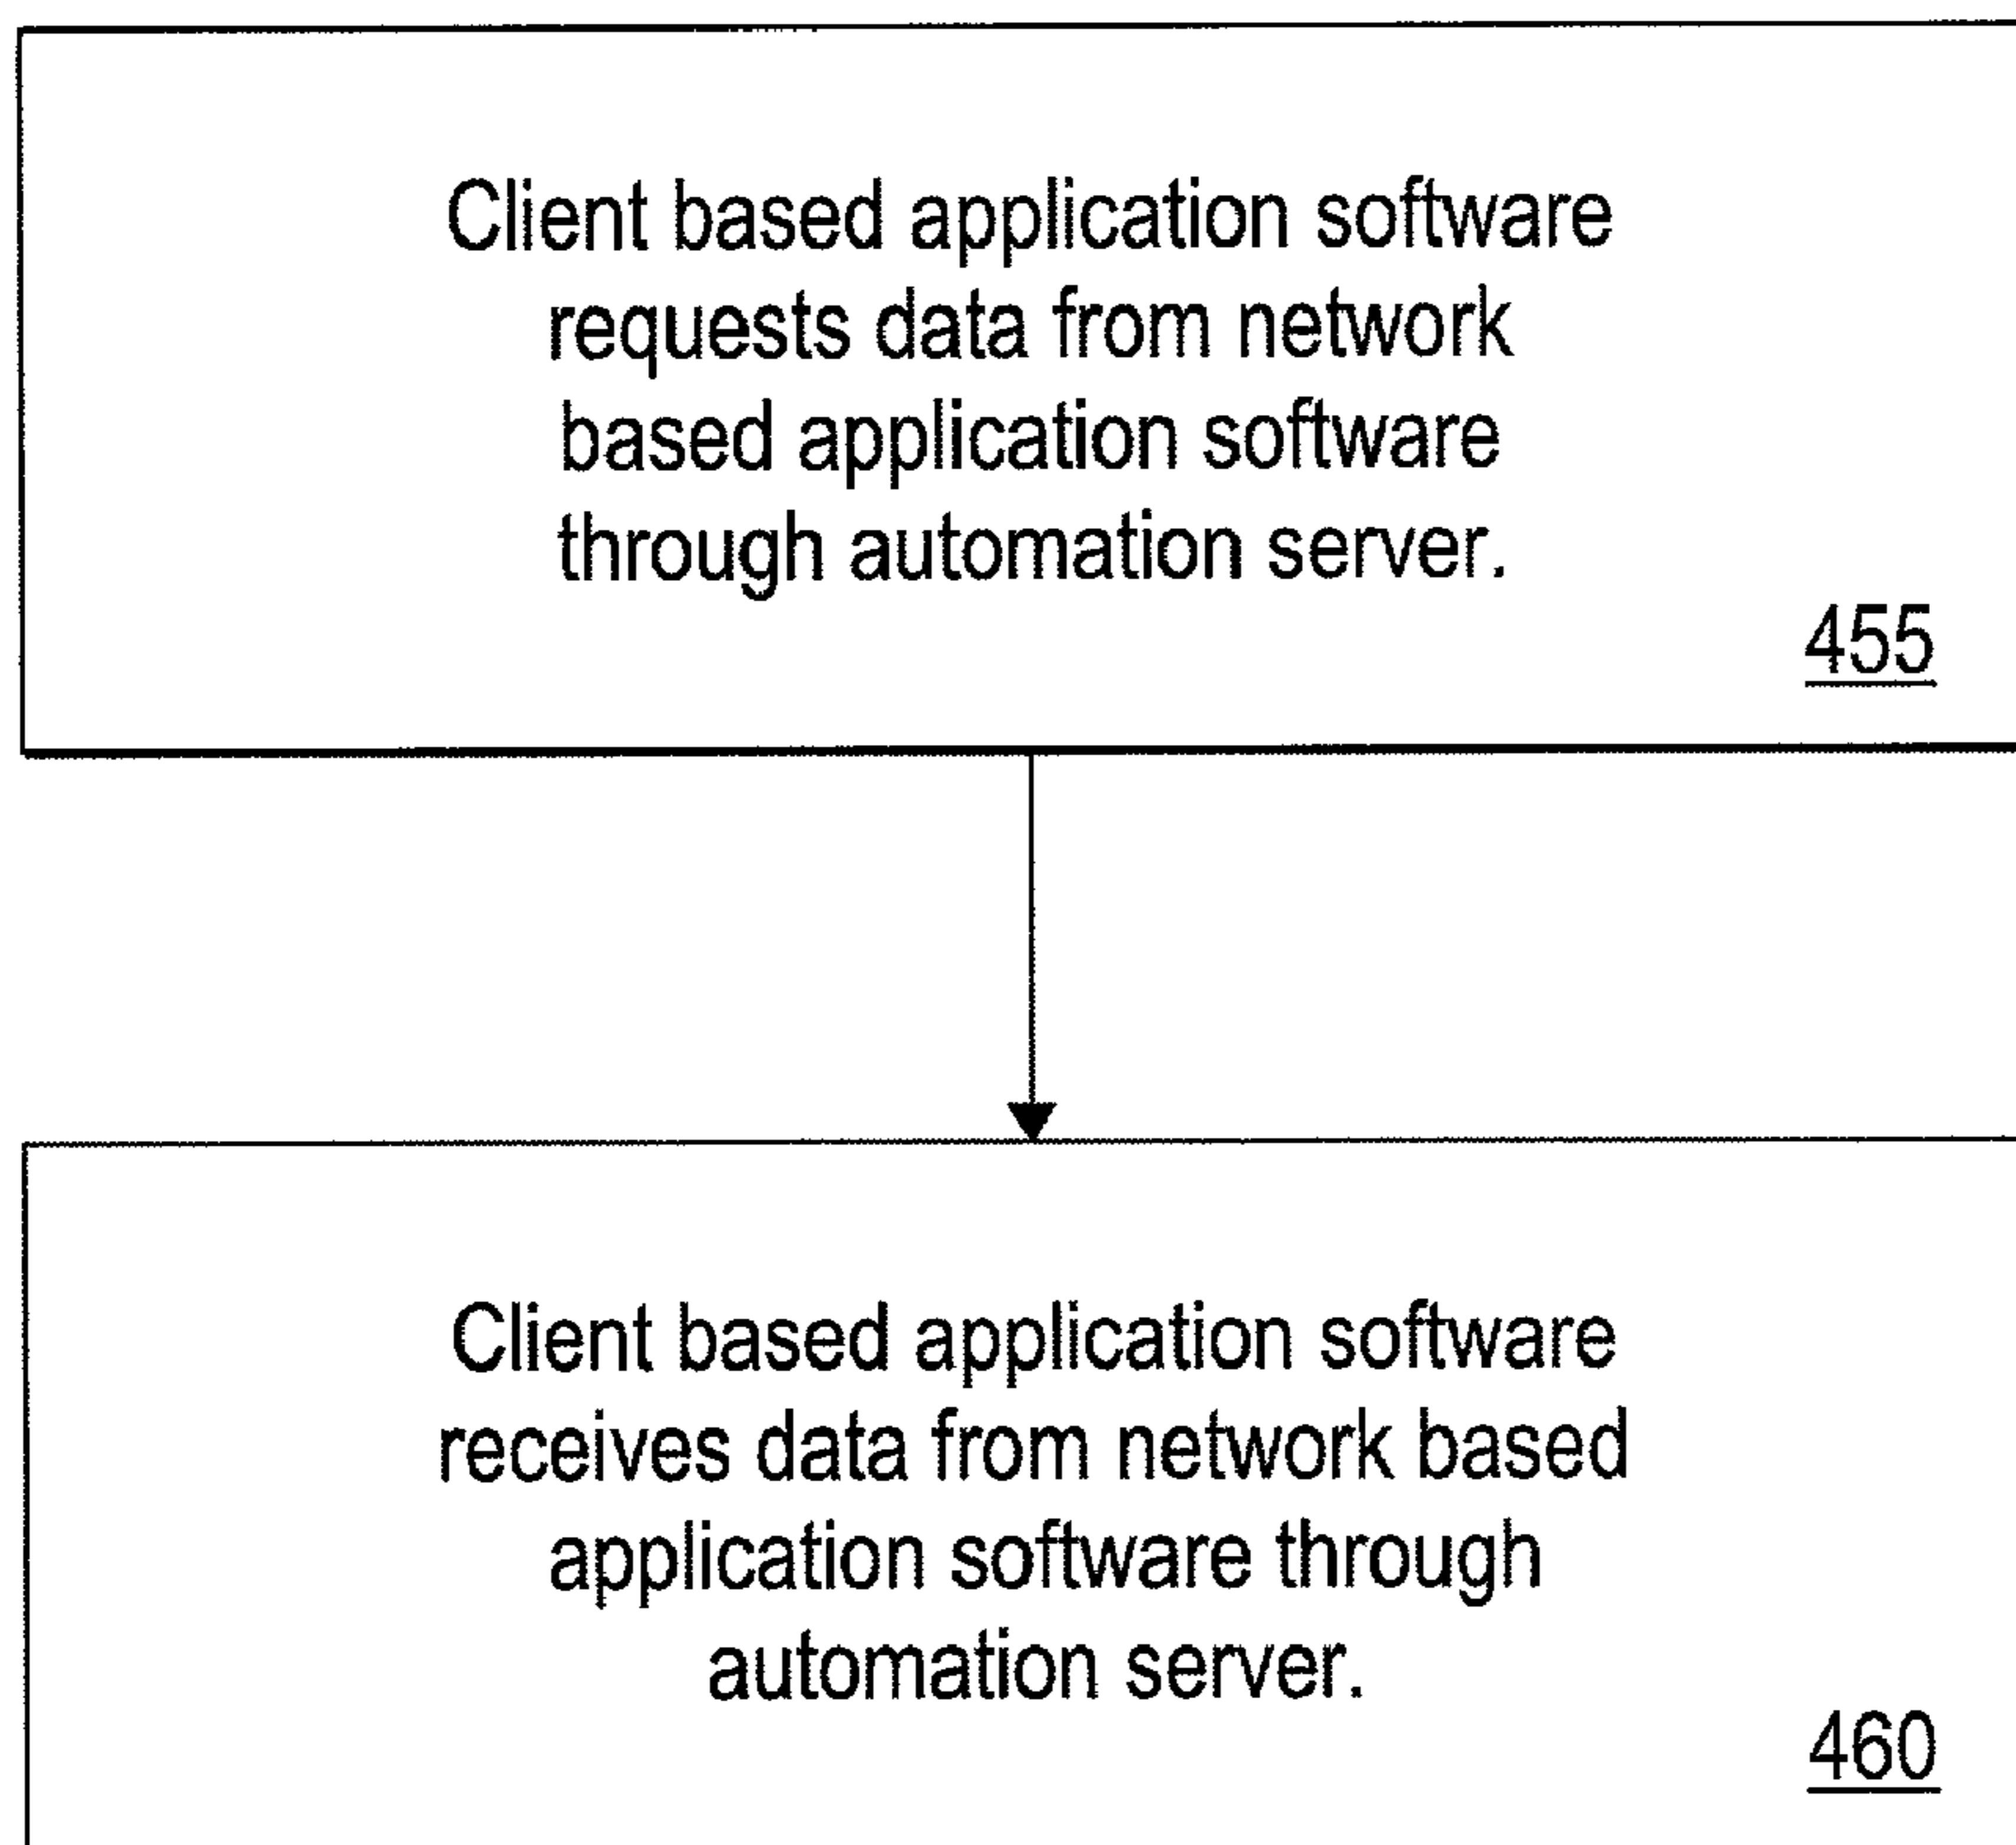 Client based application software
requests data from network
based application software
through automation server.
455
Client based application software
receives data from network based
application software through
automation server.
460